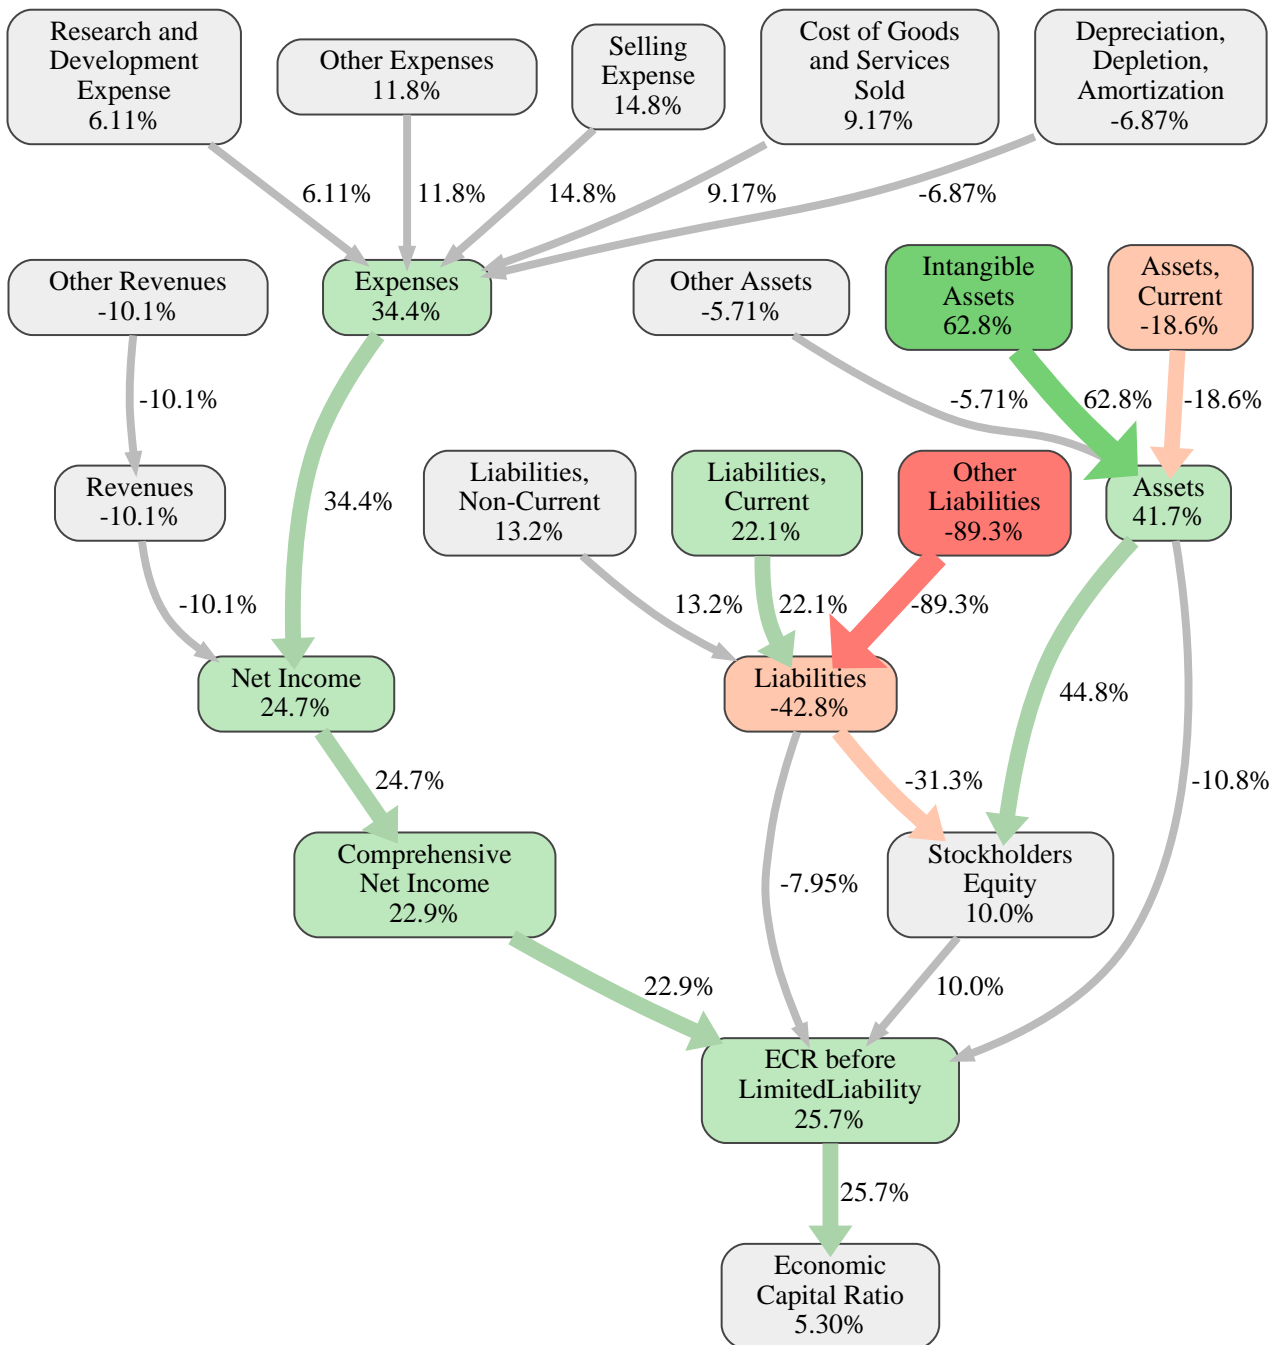 Research and
Development
Expense
6.11%
Other Expenses
11.8%
Selling
Expense
14.8%
Cost of Goods
and Services
Sold
9.17%
Depreciation,
Depletion,
Amortization
-6.87%
6.11%
11.8%
14.8%
9.17%
-6.87%
Other Revenues
-10.1%
Expenses
34.4%
Other Assets
-5.71%
Intangible
Assets
62.8%
Assets,
Current
-18.6%
-10.1%
34.4%
-5.71%
62.8%
-18.6%
Revenues
-10.1%
Liabilities,
Non-Current
13.2%
Liabilities,
Current
22.1%
Other
Liabilities
-89.3%
Assets
41.7%
-10.1%
13.2%
22.1%
-89.3%
Net Income
24.7%
Liabilities
-42.8%
44.8%
24.7%
-31.3%
-10.8%
Comprehensive
Net Income
22.9%
-7.95%
Stockholders
Equity
10.0%
22.9%
10.0%
ECR before
LimitedLiability
25.7%
25.7%
Economic
Capital Ratio
5.30%